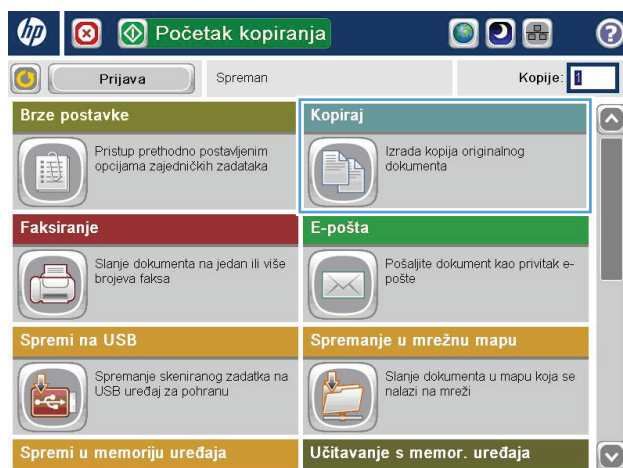 hp
Početak kopiranja
?
Prijava
Spreman
Kopije: 1
Brze postavke
Kopiraj
Pristup prethodno postavljenim
opcijama zajedničkih zadataka
Izrada kopija originalnog
dokumenta
Faksiranje
E-pošta
Slanje dokumenta na jedan ili više
brojeva faksa
Pošaljite dokument kao privitak e-
pošte
Spremi na USB
Spremanje u mrežnu mapu
Spremanje skeniranog zadatka na
USB uređaj za pohranu
Slanje dokumenta u mapu koja se
nalazi na mreži
Spremi u memoriju uređaja
Učitavanje s memor. uređaja